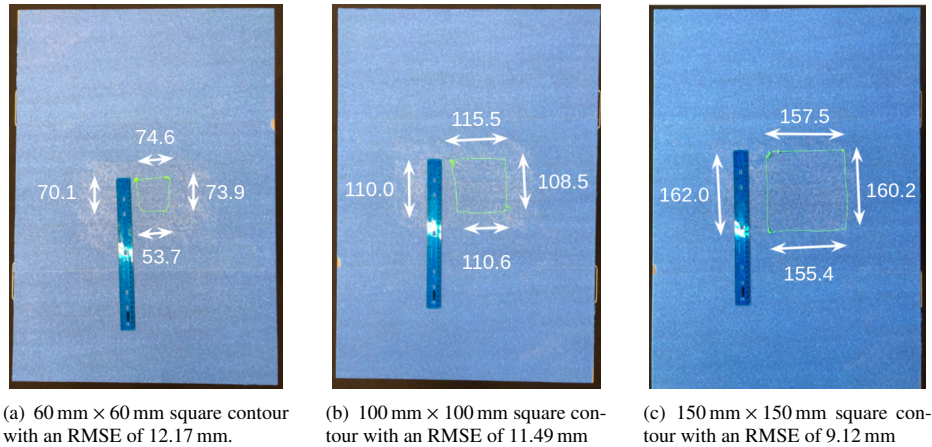 74.6
70.1
73.9
53.7
115.5
110.0
108.5
110.6
157.5
162.0
160.2
155.4
(a) 60 mm × 60 mm square contour
with an RMSE of 12.17 mm.
(b) 100 mm × 100 mm square con-
tour with an RMSE of 11.49 mm
(c) 150 mm × 150 mm square con-
tour with an RMSE of 9.12 mm